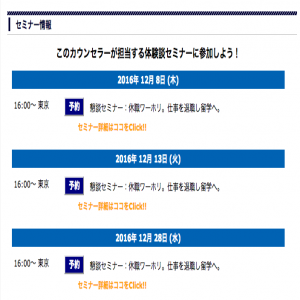 セミナー情報
このカウンセラーが担当する体験談セミナーに参加しよう！
2016年 12月 8日 (木)
16:00～ 東京 予約 懇談セミナー：休職ワーホリ。仕事を退職し留学へ。
セミナー詳細はココをClick!!
2016年 12月 13日 (火)
16:00～ 東京 予約 懇談セミナー：休職ワーホリ。仕事を退職し留学へ。
セミナー詳細はココをClick!!
2016年 12月 28日 (水)
16:00～ 東京 予約 懇談セミナー：休職ワーホリ。仕事を退職し留学へ。
セミナー詳細はココをClick!!